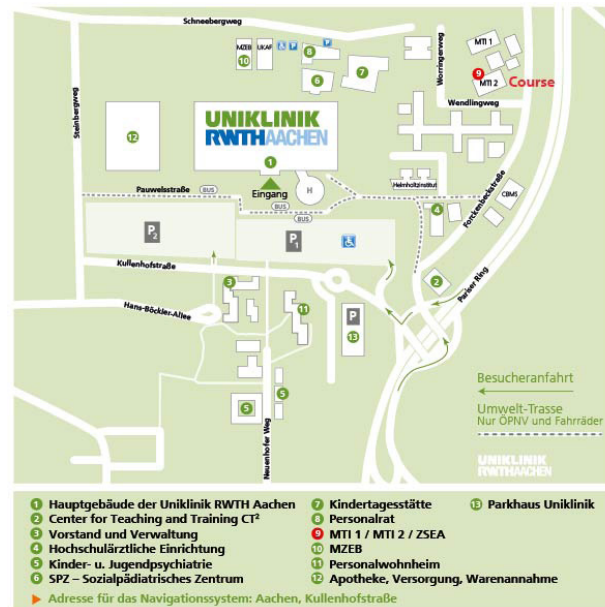 Schneebergweg
MZEB
UKAF
10
8
6
7
P
P
MTI 1
9
MTI 2
Course
Worringerweg
Wendlingweg
Steinbergweg
12
UNIKLINIK
RWTHAACHEN
1
Eingang
H
Pauwelsstraße
BUS
BUS
BUS
Helmholtzinstitut
4
CBMS
Forckenbeckstraße
P2
P1
Kullenhofstraße
2
Pariser Ring
3
Hans-Böckler-Allee
11
P
13
5
5
Neuenhofer Weg
Besucheranfahrt
Umwelt-Trasse
Nur ÖPNV und Fahrräder
UNIKLINIK
RWTHAACHEN
1 Hauptgebäude der Uniklinik RWTH Aachen
2 Center for Teaching and Training CT²
3 Vorstand und Verwaltung
4 Hochschulärztliche Einrichtung
5 Kinder- u. Jugendpsychiatrie
6 SPZ – Sozialpädiatrisches Zentrum
7 Kindertagesstätte
8 Personalrat
9 MTI 1 / MTI 2 / ZSEA
10 MZEB
11 Personalwohnheim
12 Apotheke, Versorgung, Warenannahme
13 Parkhaus Uniklinik
Adresse für das Navigationssystem: Aachen, Kullenhofstraße